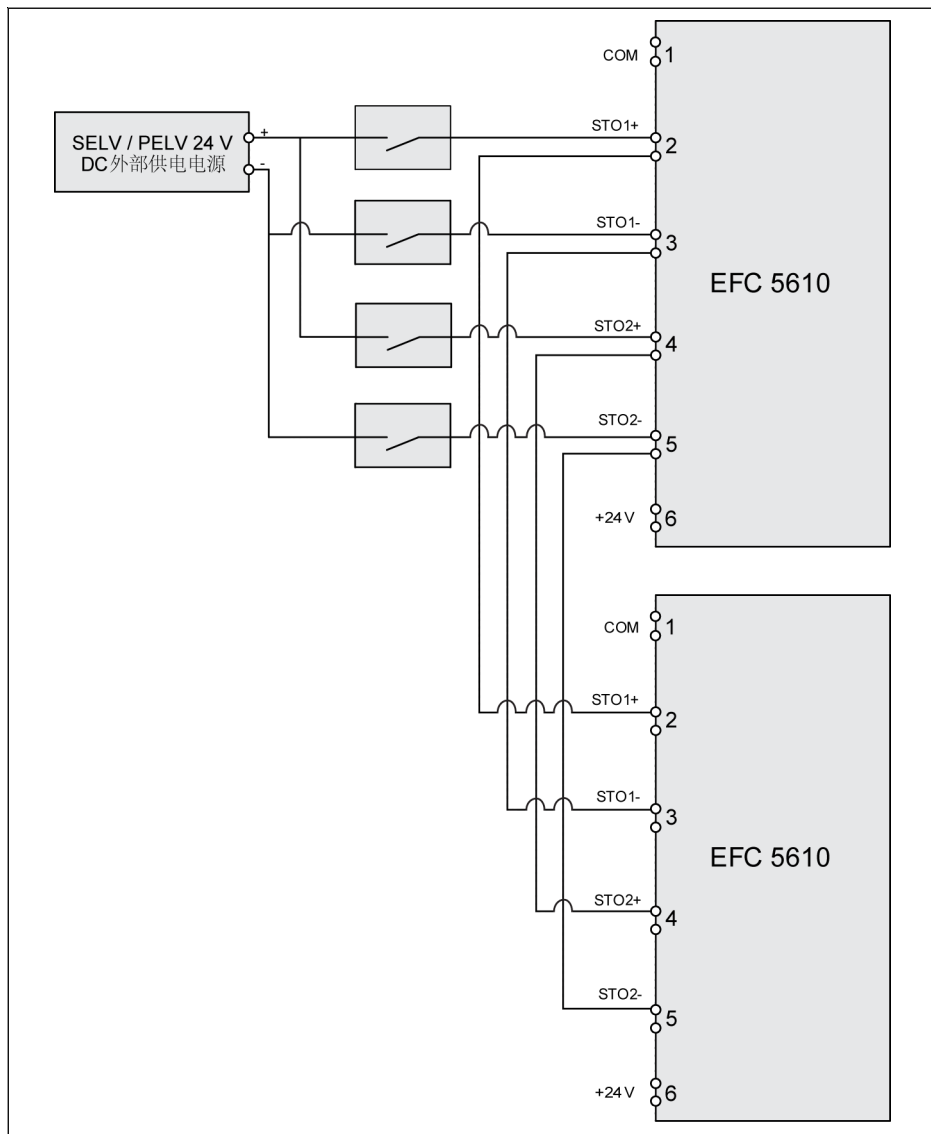 COM
1
SELV / PELV 24 V
DC外部供电电源
+
-
STO1+
2
STO1-
3
EFC 5610
STO2+
4
STO2-
5
+24 V
6
COM
1
STO1+
2
STO1-
3
EFC 5610
STO2+
4
STO2-
5
+24 V
6